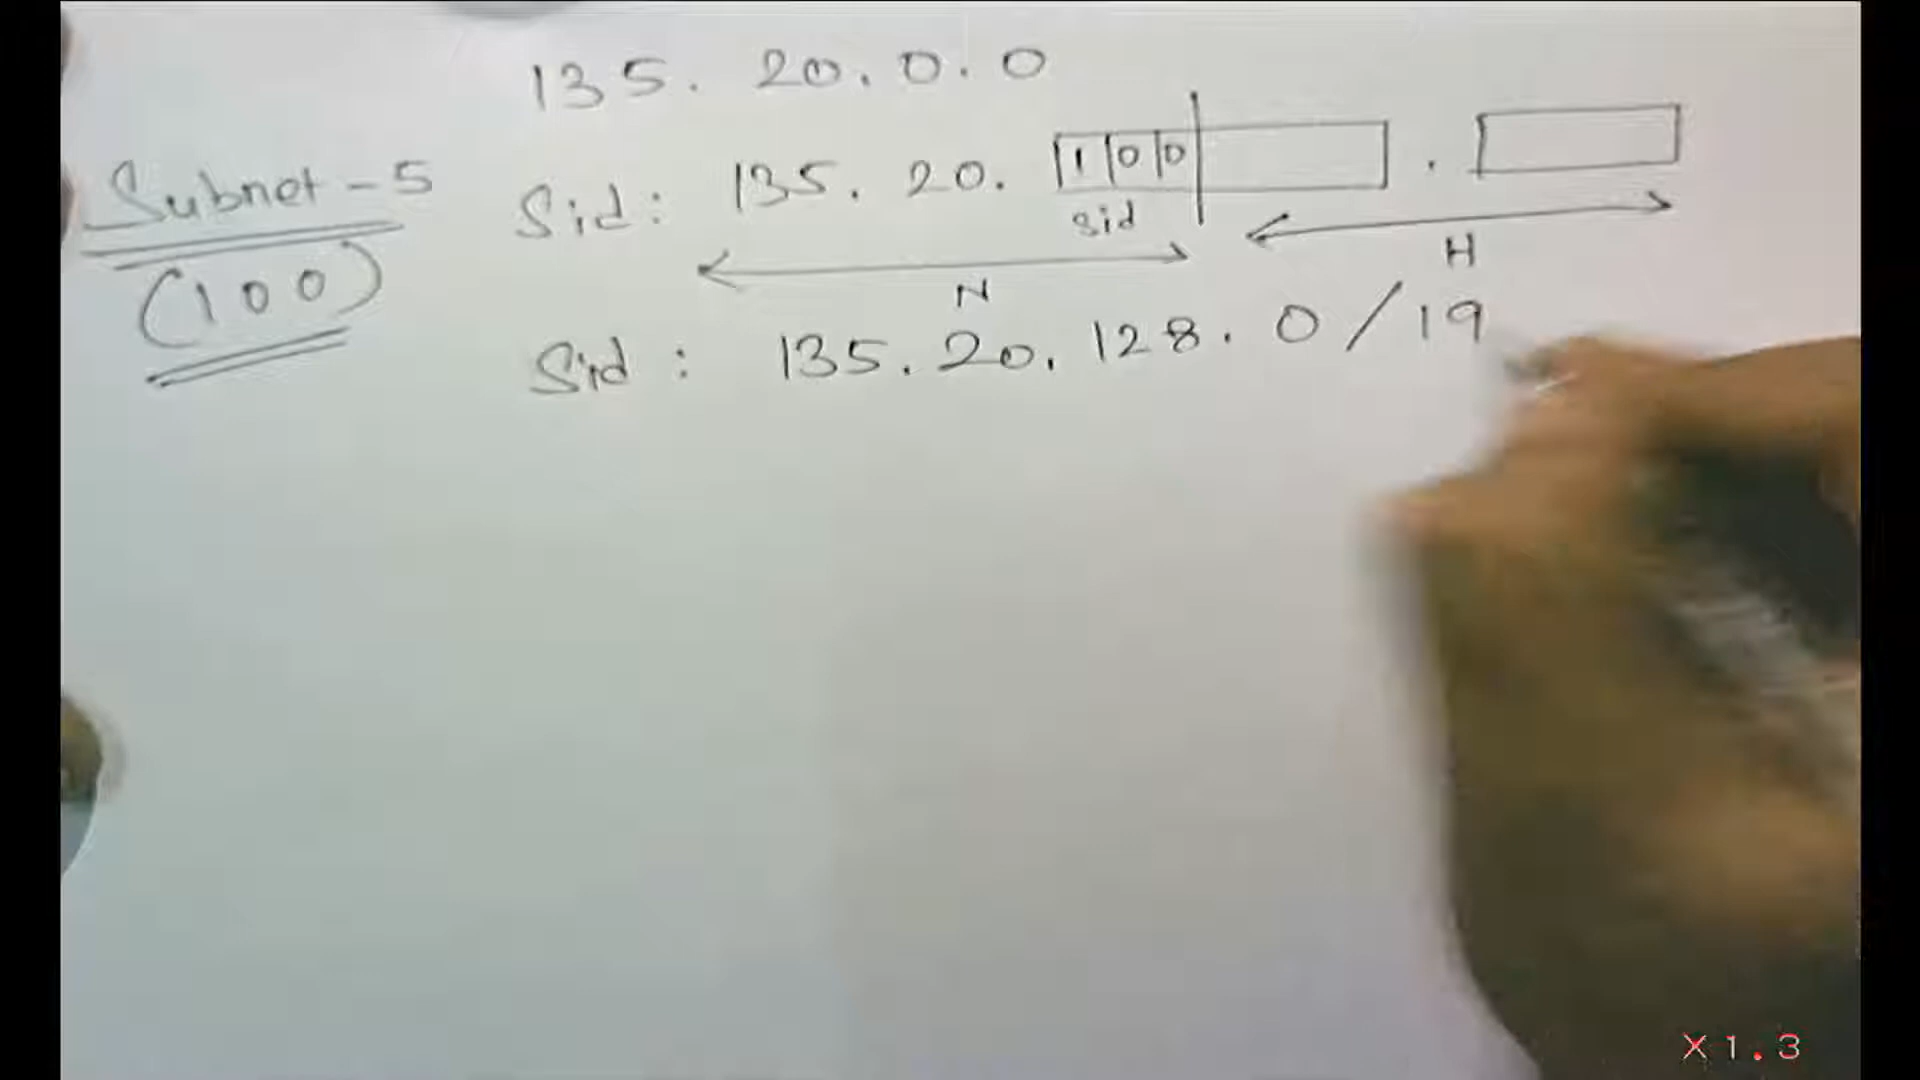 135. 20. 0. 0
Subnet - 5
(100)
Sid: 135. 20. 1 0 0 .
Sid
N
H
Sid : 135. 20. 128. 0 / 19
X1.3